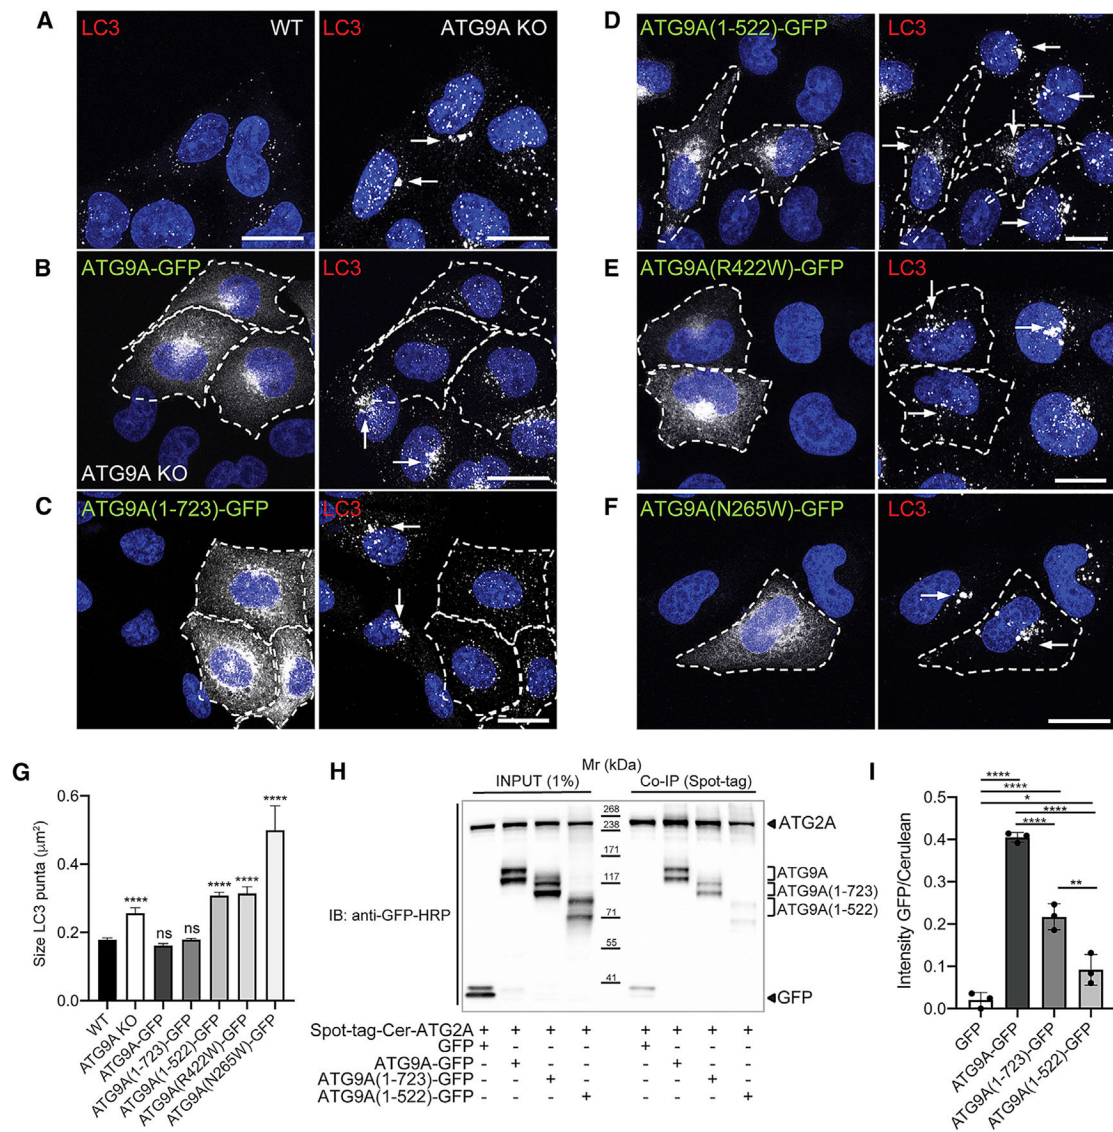 A
LC3
WT
LC3
ATG9A KO
B
ATG9A-GFP
LC3
ATG9A KO
C
ATG9A(1-723)-GFP
LC3
D
ATG9A(1-522)-GFP
LC3
E
ATG9A(R422W)-GFP
LC3
F
ATG9A(N265W)-GFP
LC3
G
Size LC3 punta (μm²)
0.6
0.4
0.2
0.0
****
ns
ns
****
****
****
WT
ATG9A KO
ATG9A-GFP
ATG9A(1-723)-GFP
ATG9A(1-522)-GFP
ATG9A(R422W)-GFP
ATG9A(N265W)-GFP
H
Mr (kDa)
INPUT (1%)
Co-IP (Spot-tag)
268
238
171
117
71
55
41
IB: anti-GFP-HRP
ATG2A
ATG9A
ATG9A(1-723)
ATG9A(1-522)
GFP
Spot-tag-Cer-ATG2A + + + + + + + +
GFP + - - - + - - -
ATG9A-GFP - + - - - + - -
ATG9A(1-723)-GFP - - + - - - + -
ATG9A(1-522)-GFP - - - + - - - +
I
Intensity GFP/Cerulean
0.5
0.4
0.3
0.2
0.1
0.0
****
****
*
****
****
**
GFP
ATG9A-GFP
ATG9A(1-723)-GFP
ATG9A(1-522)-GFP